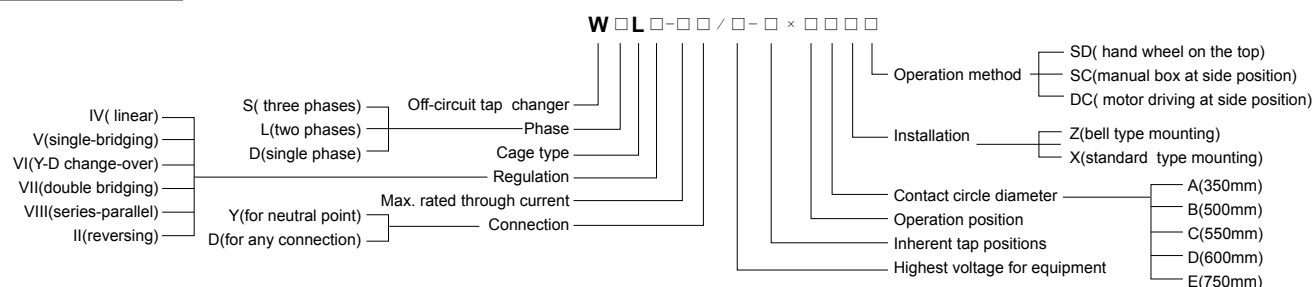 W□L□-□□/□-□×□□□□
Operation method
SD( hand wheel on the top)
SC(manual box at side position)
DC( motor driving at side position)
Installation
Z(bell type mounting)
X(standard type mounting)
Contact circle diameter
A(350mm)
B(500mm)
C(550mm)
D(600mm)
E(750mm)
Operation position
Inherent tap positions
Highest voltage for equipment
Off-circuit tap changer
Phase
S( three phases)
L(two phases)
D(single phase)
Cage type
Regulation
IV( linear)
V(single-bridging)
VI(Y-D change-over)
VII(double bridging)
VIII(series-parallel)
II(reversing)
Max. rated through current
Connection
Y(for neutral point)
D(for any connection)